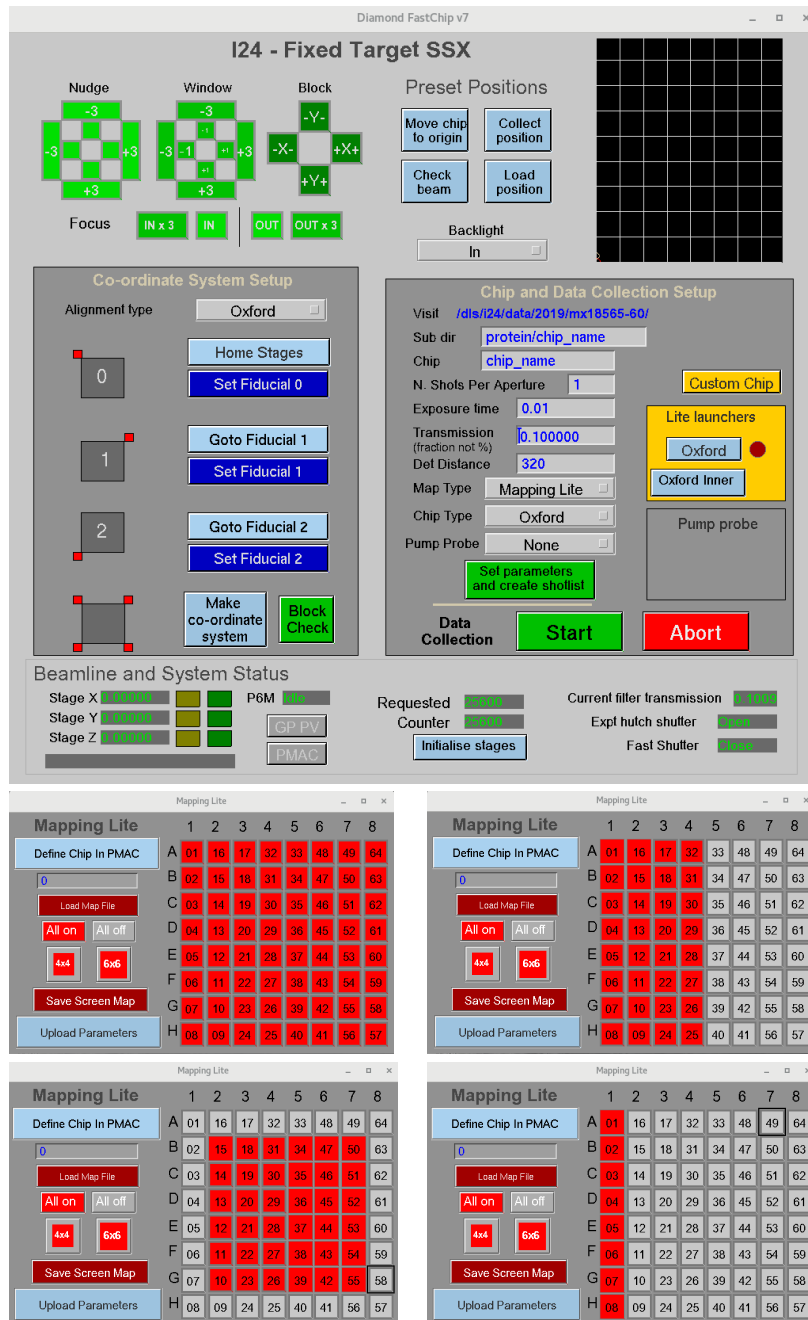 Diamond FastChip v7
I24 - Fixed Target SSX
Nudge Window Block
-3 -3 +3 +3
-3 -3 -1 -1 +1 +1 +3 +3
-Y- -X- +X+ +Y+
Focus IN x 3 IN OUT OUT x 3
Preset Positions
Move chip to origin
Collect position
Check beam
Load position
Backlight
In
Co-ordinate System Setup
Alignment type Oxford
0
Home Stages
Set Fiducial 0
1
Goto Fiducial 1
Set Fiducial 1
2
Goto Fiducial 2
Set Fiducial 2
Make co-ordinate system
Block Check
Chip and Data Collection Setup
Visit /dls/i24/data/2019/mx18565-60/
Sub dir protein/chip_name
Chip chip_name
N. Shots Per Aperture 1
Exposure time 0.01
Transmission 0.100000
(fraction not %)
Det Distance 320
Map Type Mapping Lite
Chip Type Oxford
Pump Probe None
Set parameters and create shotlist
Custom Chip
Lite launchers
Oxford
Oxford Inner
Pump probe
Data Collection
Start
Abort
Beamline and System Status
Stage X 0.00000
Stage Y 0.00000
Stage Z 0.00000
P6M Idle
GP PV
PMAC
Requested 25600
Counter 25600
Initialise stages
Current filter transmission 0.1009
Expt hutch shutter Open
Fast Shutter Close
Mapping Lite
Mapping Lite 1 2 3 4 5 6 7 8
Define Chip In PMAC
0
Load Map File
All on All off
4x4 6x6
Save Screen Map
Upload Parameters
A 01 16 17 32 33 48 49 64
B 02 15 18 31 34 47 50 63
C 03 14 19 30 35 46 51 62
D 04 13 20 29 36 45 52 61
E 05 12 21 28 37 44 53 60
F 06 11 22 27 38 43 54 59
G 07 10 23 26 39 42 55 58
H 08 09 24 25 40 41 56 57
Mapping Lite
Mapping Lite 1 2 3 4 5 6 7 8
Define Chip In PMAC
0
Load Map File
All on All off
4x4 6x6
Save Screen Map
Upload Parameters
A 01 16 17 32 33 48 49 64
B 02 15 18 31 34 47 50 63
C 03 14 19 30 35 46 51 62
D 04 13 20 29 36 45 52 61
E 05 12 21 28 37 44 53 60
F 06 11 22 27 38 43 54 59
G 07 10 23 26 39 42 55 58
H 08 09 24 25 40 41 56 57
Mapping Lite
Mapping Lite 1 2 3 4 5 6 7 8
Define Chip In PMAC
0
Load Map File
All on All off
4x4 6x6
Save Screen Map
Upload Parameters
A 01 16 17 32 33 48 49 64
B 02 15 18 31 34 47 50 63
C 03 14 19 30 35 46 51 62
D 04 13 20 29 36 45 52 61
E 05 12 21 28 37 44 53 60
F 06 11 22 27 38 43 54 59
G 07 10 23 26 39 42 55 58
H 08 09 24 25 40 41 56 57
Mapping Lite
Mapping Lite 1 2 3 4 5 6 7 8
Define Chip In PMAC
0
Load Map File
All on All off
4x4 6x6
Save Screen Map
Upload Parameters
A 01 16 17 32 33 48 49 64
B 02 15 18 31 34 47 50 63
C 03 14 19 30 35 46 51 62
D 04 13 20 29 36 45 52 61
E 05 12 21 28 37 44 53 60
F 06 11 22 27 38 43 54 59
G 07 10 23 26 39 42 55 58
H 08 09 24 25 40 41 56 57